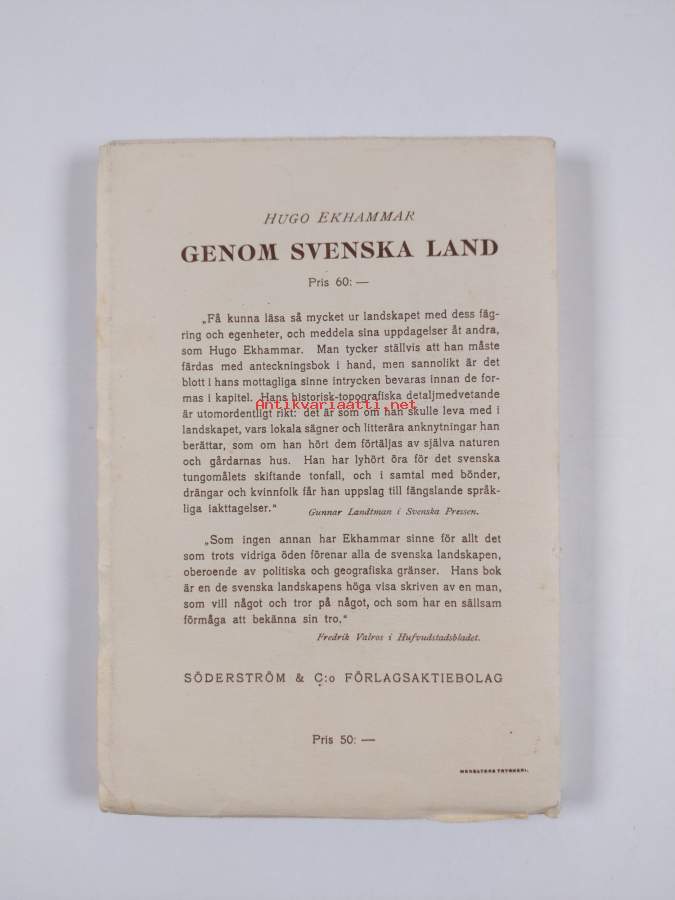 HUGO EKHAMMAR
GENOM SVENSKA LAND
Pris 60: —
„Få kunna läsa så mycket ur landskapet med dess fäg-
ring och egenheter, och meddela sina uppdagelser åt andra,
som Hugo Ekhammar. Man tycker ställvis att han måste
färdas med anteckningsbok i hand, men sannolikt är det
blott i hans mottagliga sinne intrycken bevaras innan de for-
mas i kapitel. Hans historisk-topografiska detaljmedvetande
Antikvariaatti.net
är utomordentligt rikt: det är som om han skulle leva med i
landskapet, vars lokala sägner och litterära anknytningar han
berättar, som om han hört dem förtäljas av själva naturen
och gårdarnas hus. Han har lyhört öra för det svenska
tungomålets skiftande tonfall, och i samtal med bönder,
drängar och kvinnfolk får han uppslag till fängslande språk-
liga iakttagelser.“ Gunnar Landtman i Svenska Pressen.
„Som ingen annan har Ekhammar sinne för allt det
som trots vidriga öden förenar alla de svenska landskapen,
oberoende av politiska och geografiska gränser. Hans bok
är en de svenska landskapens höga visa skriven av en man,
som vill något och tror på något, och som har en sällsam
förmåga att bekänna sin tro.“
Fredrik Valros i Hufvudstadsbladet.
SÖDERSTRÖM & C:o FÖRLAGSAKTIEBOLAG
Pris 50: —
MERCATORS TRYCKERI.